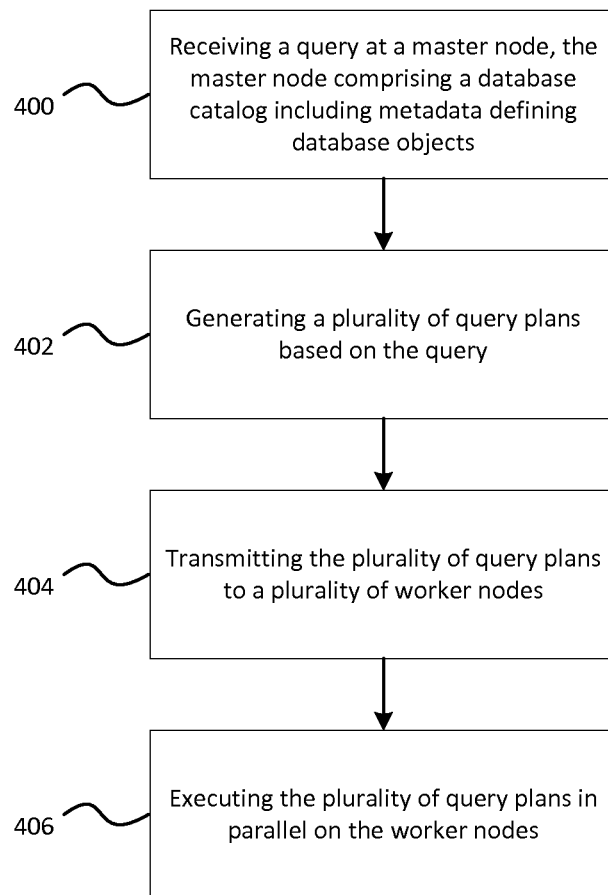 400
Receiving a query at a master node, the
master node comprising a database
catalog including metadata defining
database objects
402
Generating a plurality of query plans
based on the query
404
Transmitting the plurality of query plans
to a plurality of worker nodes
406
Executing the plurality of query plans in
parallel on the worker nodes